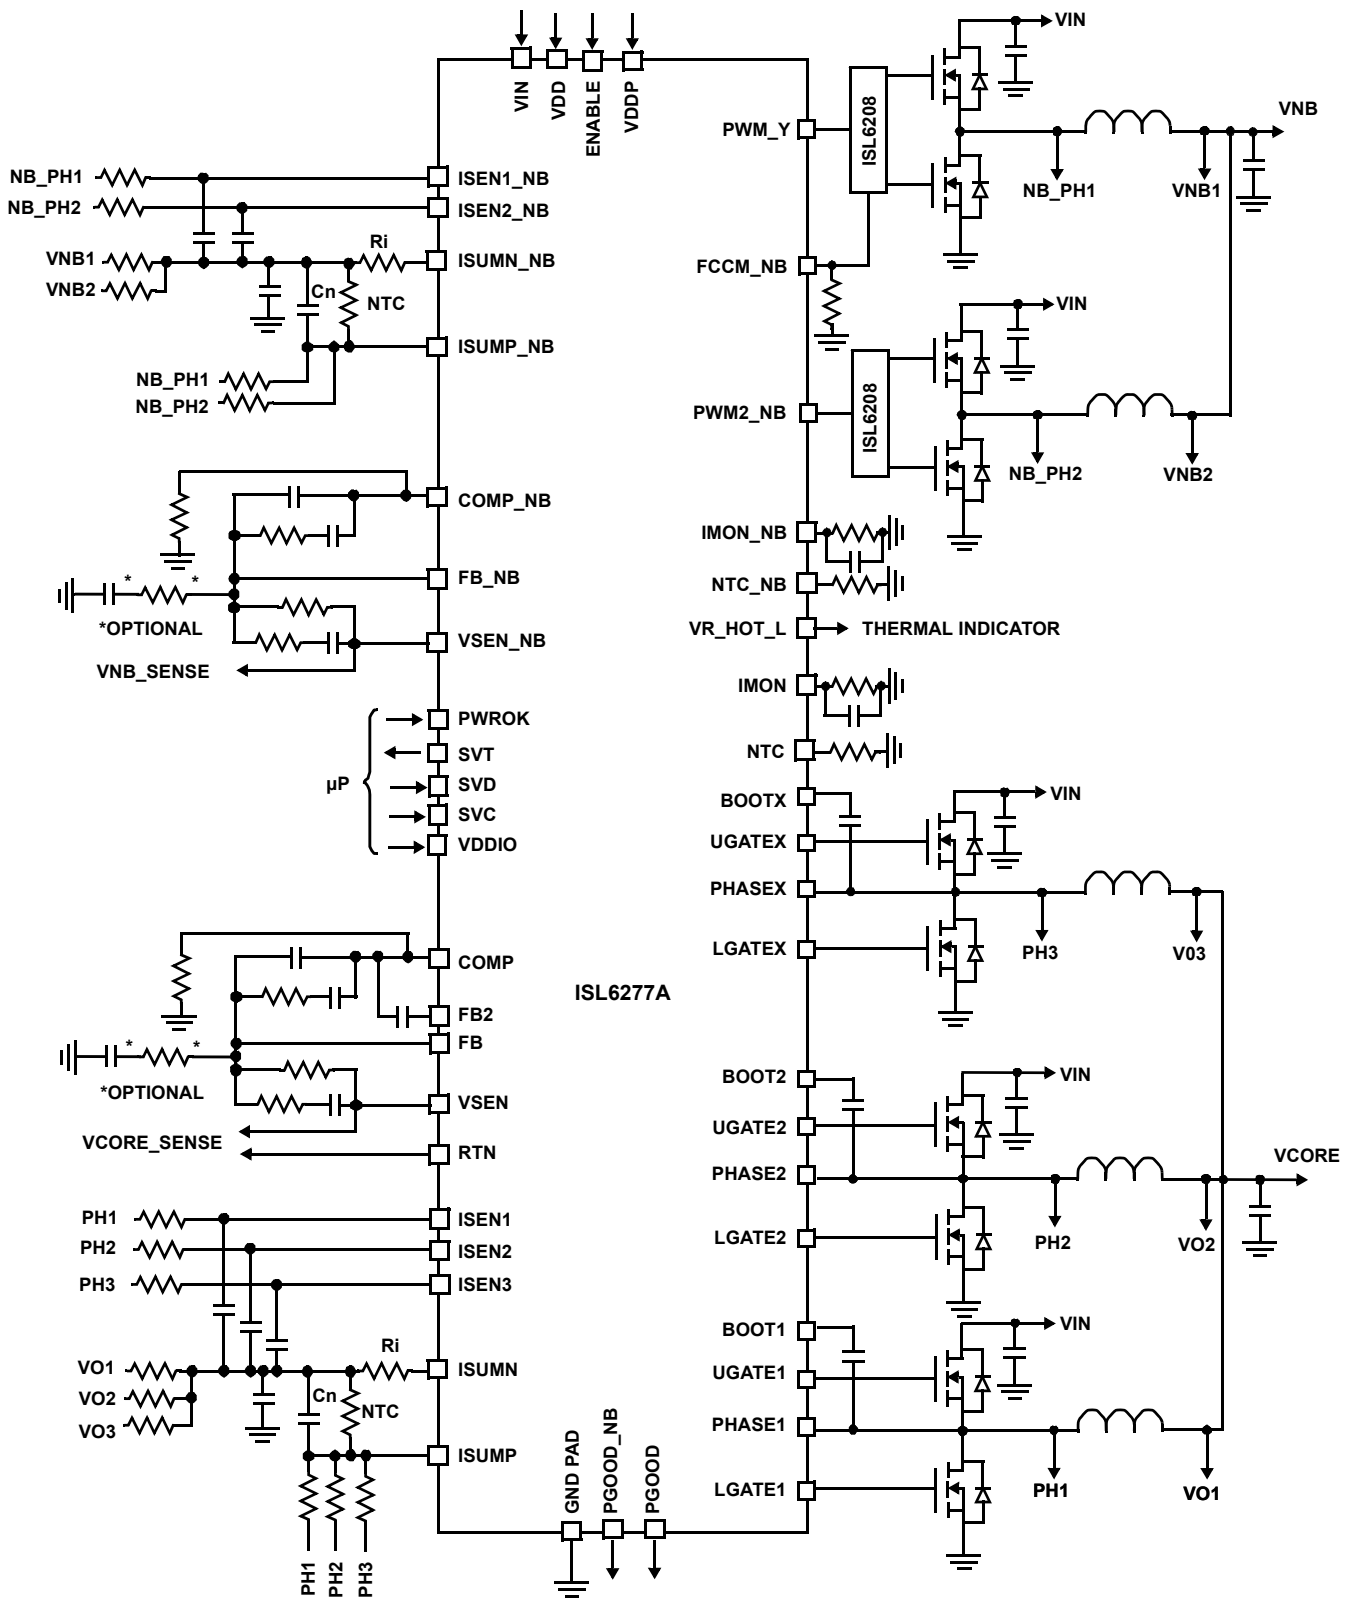 VIN
VDD
ENABLE
VDDP
VIN
PWM_Y
ISL6208
VNB
NB_PH1
VNB1
NB_PH1
ISEN1_NB
NB_PH2
ISEN2_NB
VNB1
VNB2
Ri
ISUMN_NB
Cn
NTC
ISUMP_NB
NB_PH1
NB_PH2
FCCM_NB
VIN
PWM2_NB
ISL6208
NB_PH2
VNB2
COMP_NB
FB_NB
* *
*OPTIONAL
VSEN_NB
VNB_SENSE
IMON_NB
NTC_NB
VR_HOT_L
THERMAL INDICATOR
IMON
NTC
µP
PWROK
SVT
SVD
SVC
VDDIO
BOOTX
UGATEX
PHASEX
LGATEX
VIN
PH3
V03
COMP
FB2
FB
* *
*OPTIONAL
VSEN
VCORE_SENSE
RTN
ISL6277A
BOOT2
UGATE2
PHASE2
LGATE2
VIN
PH2
VO2
VCORE
PH1
ISEN1
PH2
ISEN2
PH3
ISEN3
VO1
VO2
VO3
Ri
ISUMN
Cn
NTC
ISUMP
PH1
PH2
PH3
BOOT1
UGATE1
PHASE1
LGATE1
VIN
PH1
VO1
GND PAD
PGOOD_NB
PGOOD